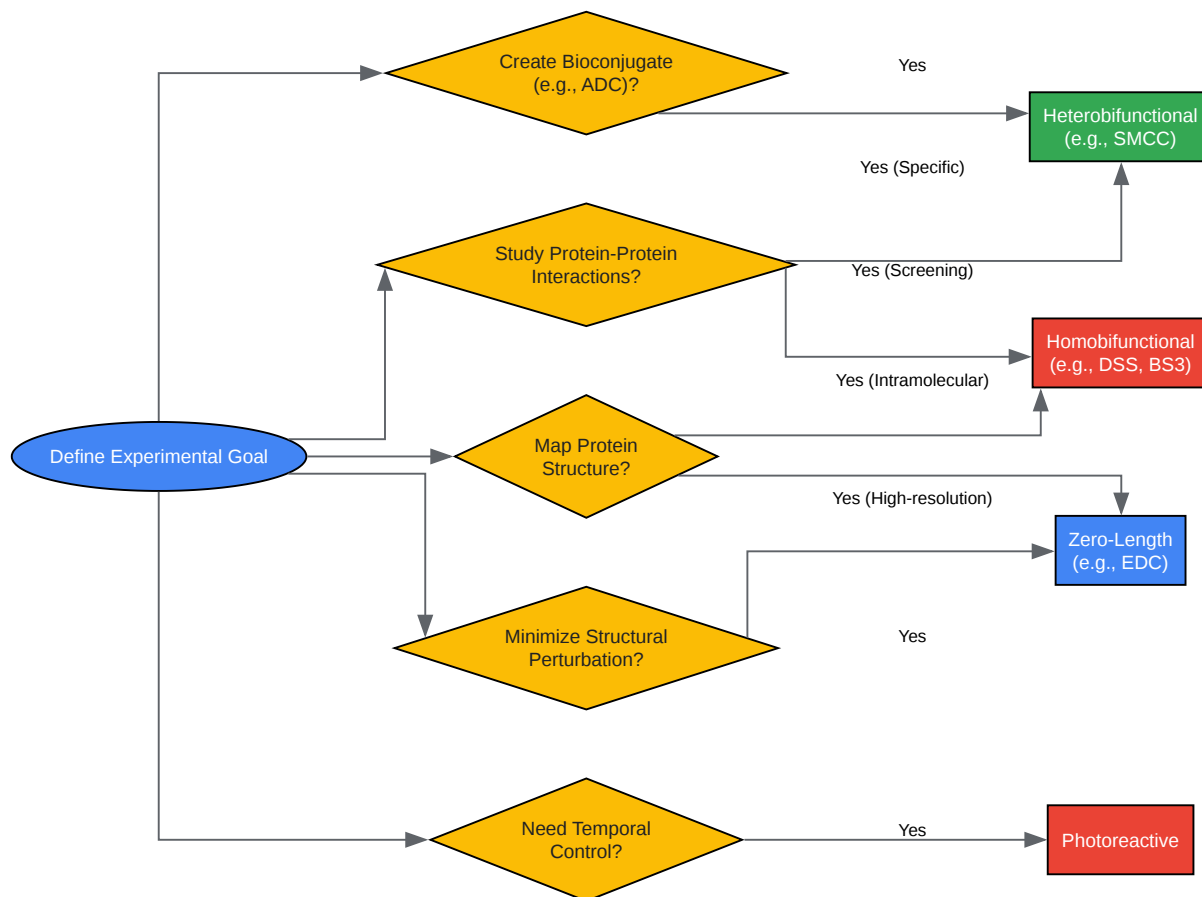 Create Bioconjugate
(e.g., ADC)?
Yes
Heterobifunctional
(e.g., SMCC)
Yes (Specific)
Study Protein-Protein
Interactions?
Yes (Screening)
Homobifunctional
(e.g., DSS, BS3)
Yes (Intramolecular)
Map Protein
Structure?
Define Experimental Goal
Yes (High-resolution)
Zero-Length
(e.g., EDC)
Minimize Structural
Perturbation?
Yes
Need Temporal
Control?
Yes
Photoreactive